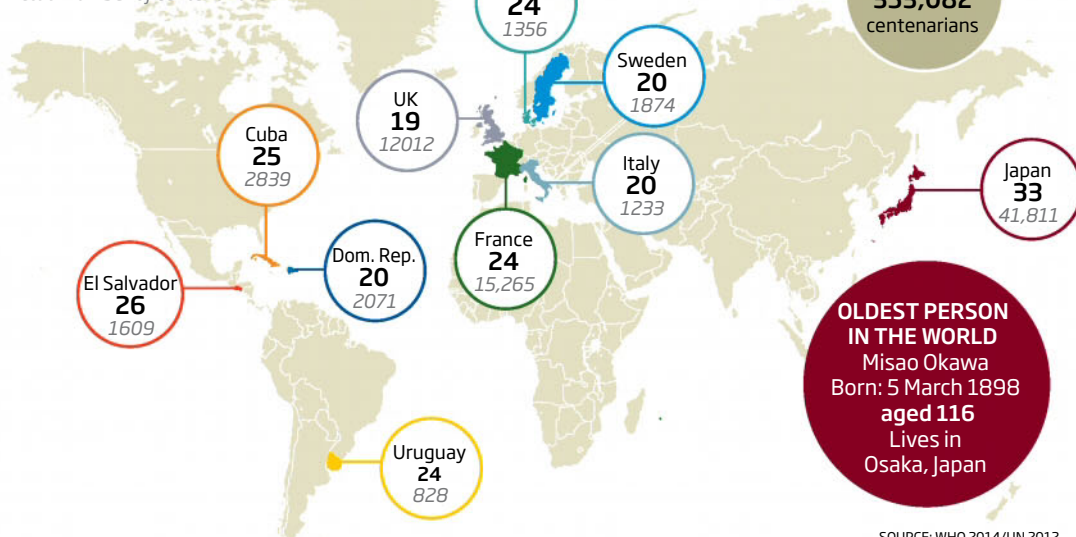 24
1356
centenarians
Sweden
20
1874
UK
19
12012
Cuba
25
2839
Italy
20
1233
Japan
33
41,811
France
24
15,265
Dom. Rep.
20
2071
El Salvador
26
1609
OLDEST PERSON
IN THE WORLD
Misao Okawa
Born: 5 March 1898
aged 116
Lives in
Osaka, Japan
Uruguay
24
828
SOURCE: WHO 2014/UN 2012